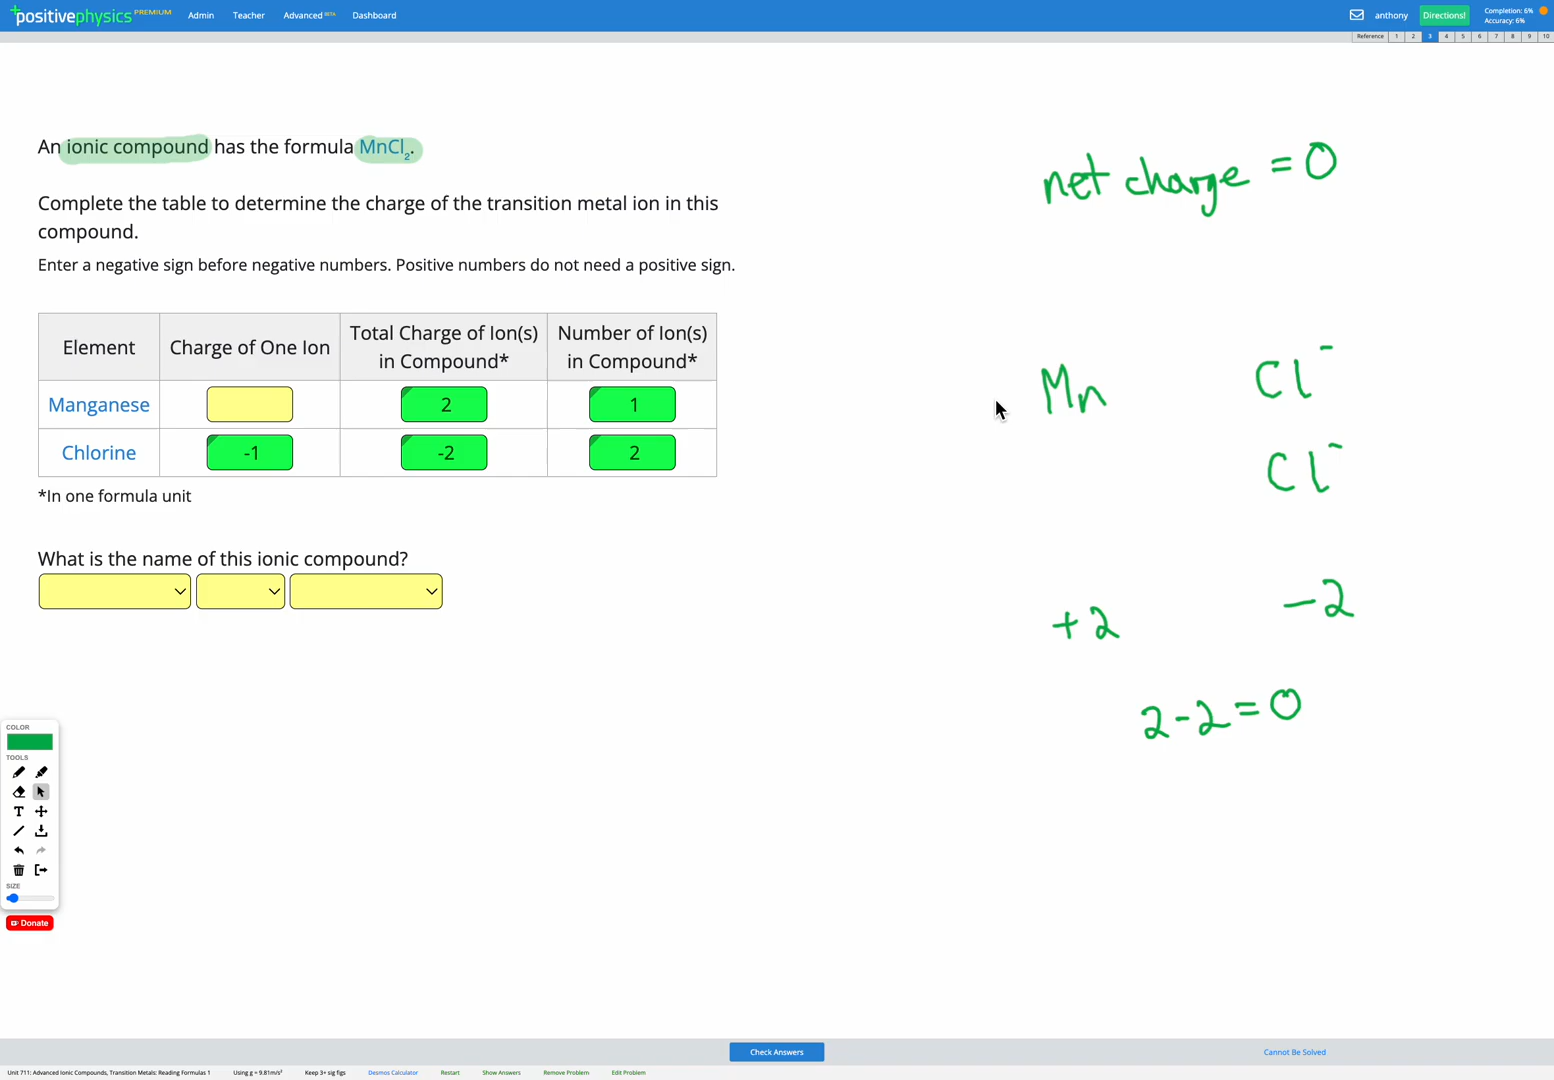 +positivephysics PREMIUM Admin Teacher Advanced BETA Dashboard anthony Directions! Completion: 6%
Accuracy: 6%
Reference 1 2 3 4 5 6 7 8 9 10
An ionic compound has the formula MnCl₂.
net charge = 0
Complete the table to determine the charge of the transition metal ion in this
compound.
Enter a negative sign before negative numbers. Positive numbers do not need a positive sign.
Element Charge of One Ion Total Charge of Ion(s) in Compound* Number of Ion(s) in Compound*
Manganese 2 1
Chlorine -1 -2 2
*In one formula unit
Mn Cl⁻
Cl⁻
What is the name of this ionic compound?
+2 -2
2-2=0
COLOR
TOOLS
T
SIZE
Donate
Check Answers Cannot Be Solved
Unit 711: Advanced Ionic Compounds, Transition Metals: Reading Formulas 1 Using g = 9.81m/s² Keep 3+ sig figs Desmos Calculator Restart Show Answers Remove Problem Edit Problem